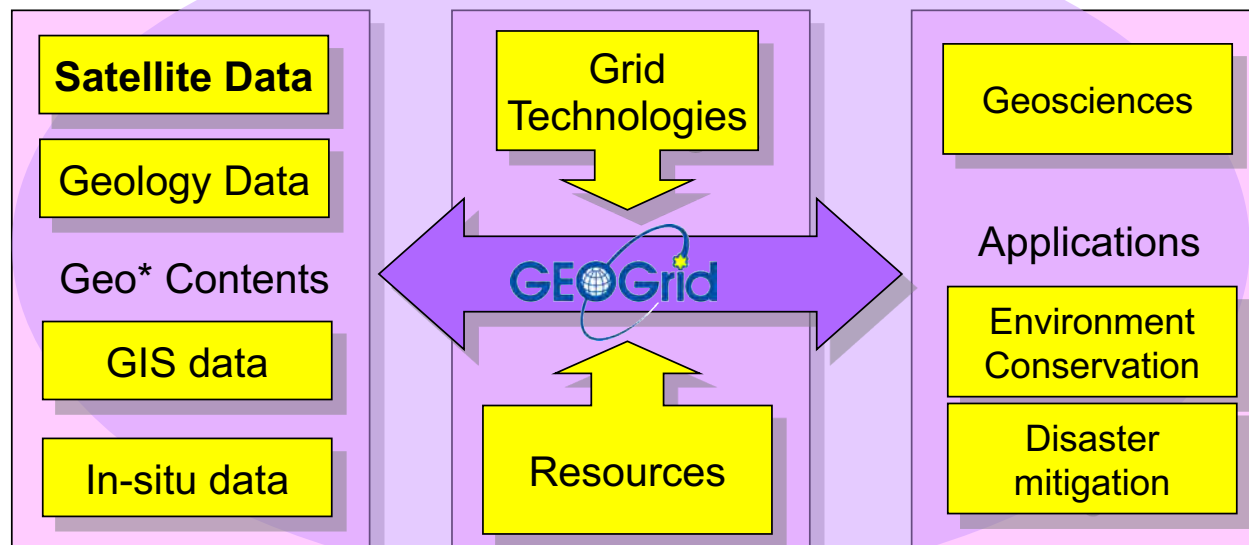 Satellite Data
Geology Data
Geo* Contents
GIS data
In-situ data
Grid
Technologies
GEOGrid
Resources
Geosciences
Applications
Environment
Conservation
Disaster
mitigation